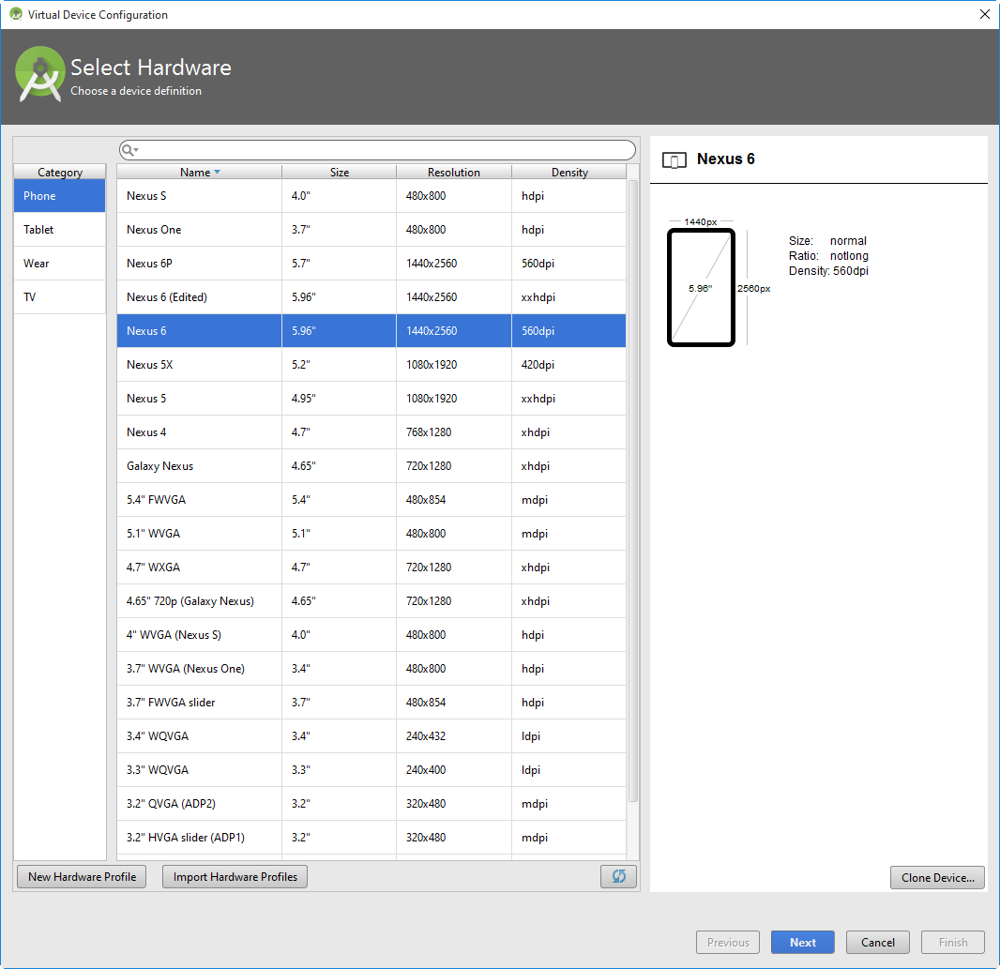 Virtual Device Configuration
Select Hardware
Choose a device definition
Category
Phone
Tablet
Wear
TV
Name Size Resolution Density
Nexus S 4.0" 480x800 hdpi
Nexus One 3.7" 480x800 hdpi
Nexus 6P 5.7" 1440x2560 560dpi
Nexus 6 (Edited) 5.96" 1440x2560 xxhdpi
Nexus 6 5.96" 1440x2560 560dpi
Nexus 5X 5.2" 1080x1920 420dpi
Nexus 5 4.95" 1080x1920 xxhdpi
Nexus 4 4.7" 768x1280 xhdpi
Galaxy Nexus 4.65" 720x1280 xhdpi
5.4" FWVGA 5.4" 480x854 mdpi
5.1" WVGA 5.1" 480x800 mdpi
4.7" WXGA 4.7" 720x1280 xhdpi
4.65" 720p (Galaxy Nexus) 4.65" 720x1280 xhdpi
4" WVGA (Nexus S) 4.0" 480x800 hdpi
3.7" WVGA (Nexus One) 3.4" 480x800 hdpi
3.7" FWVGA slider 3.7" 480x854 hdpi
3.4" WQVGA 3.4" 240x432 ldpi
3.3" WQVGA 3.3" 240x400 ldpi
3.2" QVGA (ADP2) 3.2" 320x480 mdpi
3.2" HVGA slider (ADP1) 3.2" 320x480 mdpi
New Hardware Profile
Import Hardware Profiles
Nexus 6
1440px
5.96"
2560px
Size: normal
Ratio: notlong
Density: 560dpi
Clone Device...
Previous
Next
Cancel
Finish